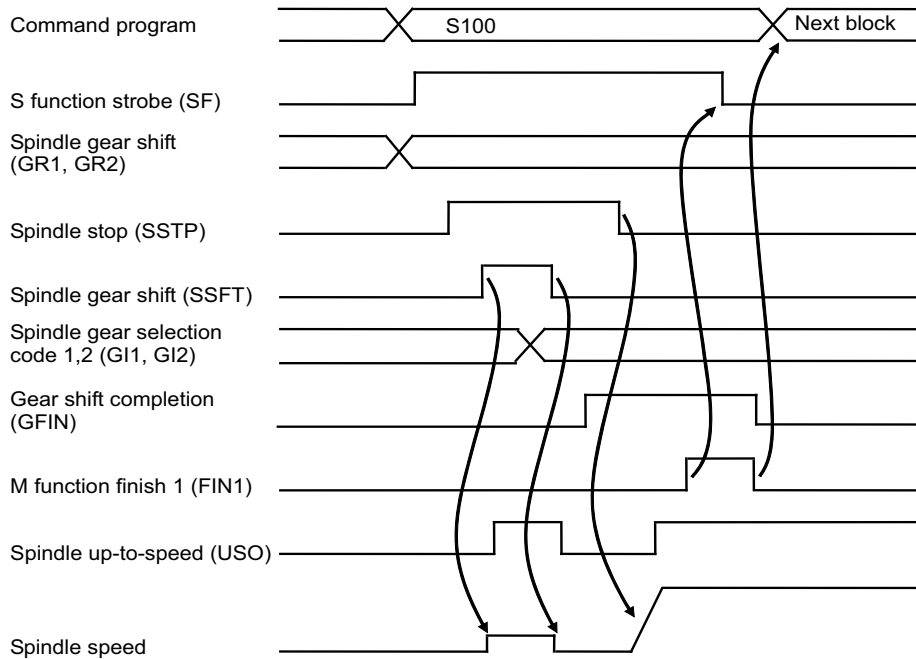 Command program
S100
Next block
S function strobe (SF)
Spindle gear shift
(GR1, GR2)
Spindle stop (SSTP)
Spindle gear shift (SSFT)
Spindle gear selection
code 1,2 (GI1, GI2)
Gear shift completion
(GFIN)
M function finish 1 (FIN1)
Spindle up-to-speed (USO)
Spindle speed